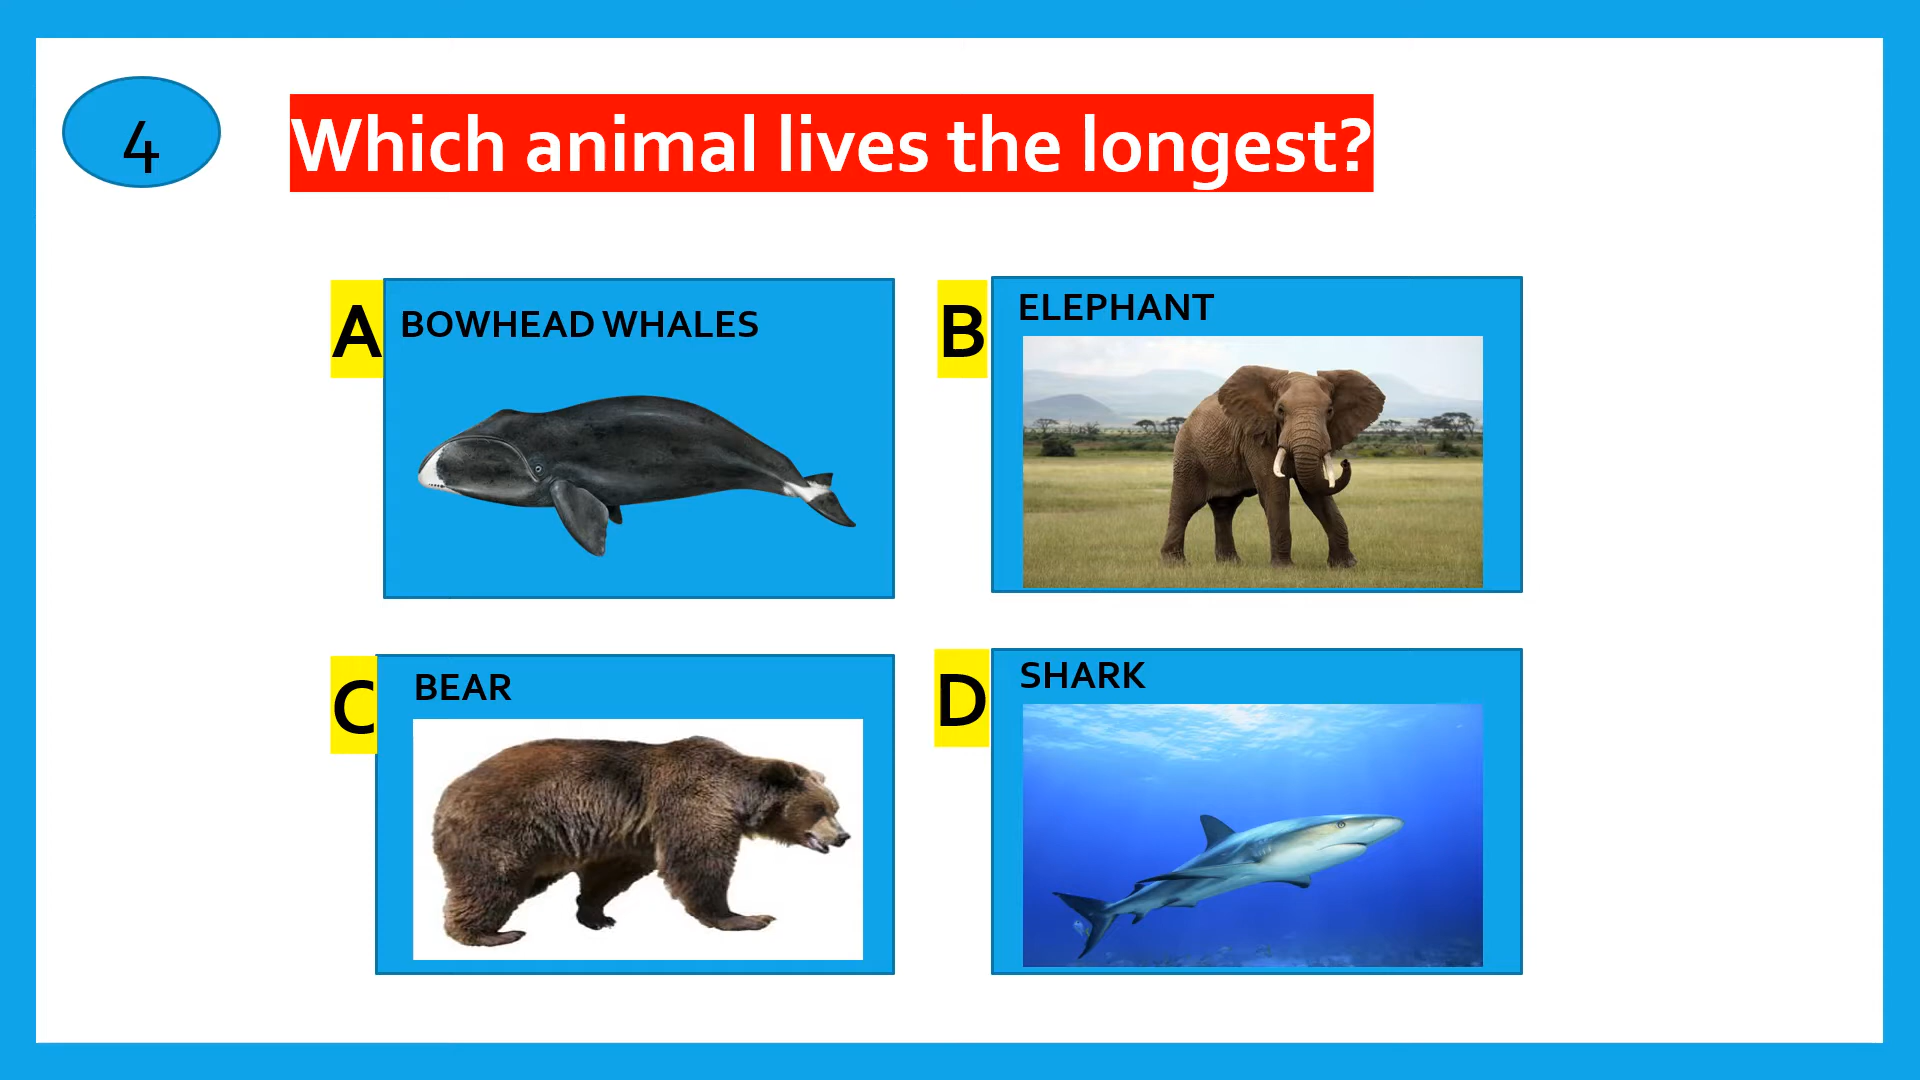 4
Which animal lives the longest?
A
BOWHEAD WHALES
B
ELEPHANT
C
BEAR
D
SHARK